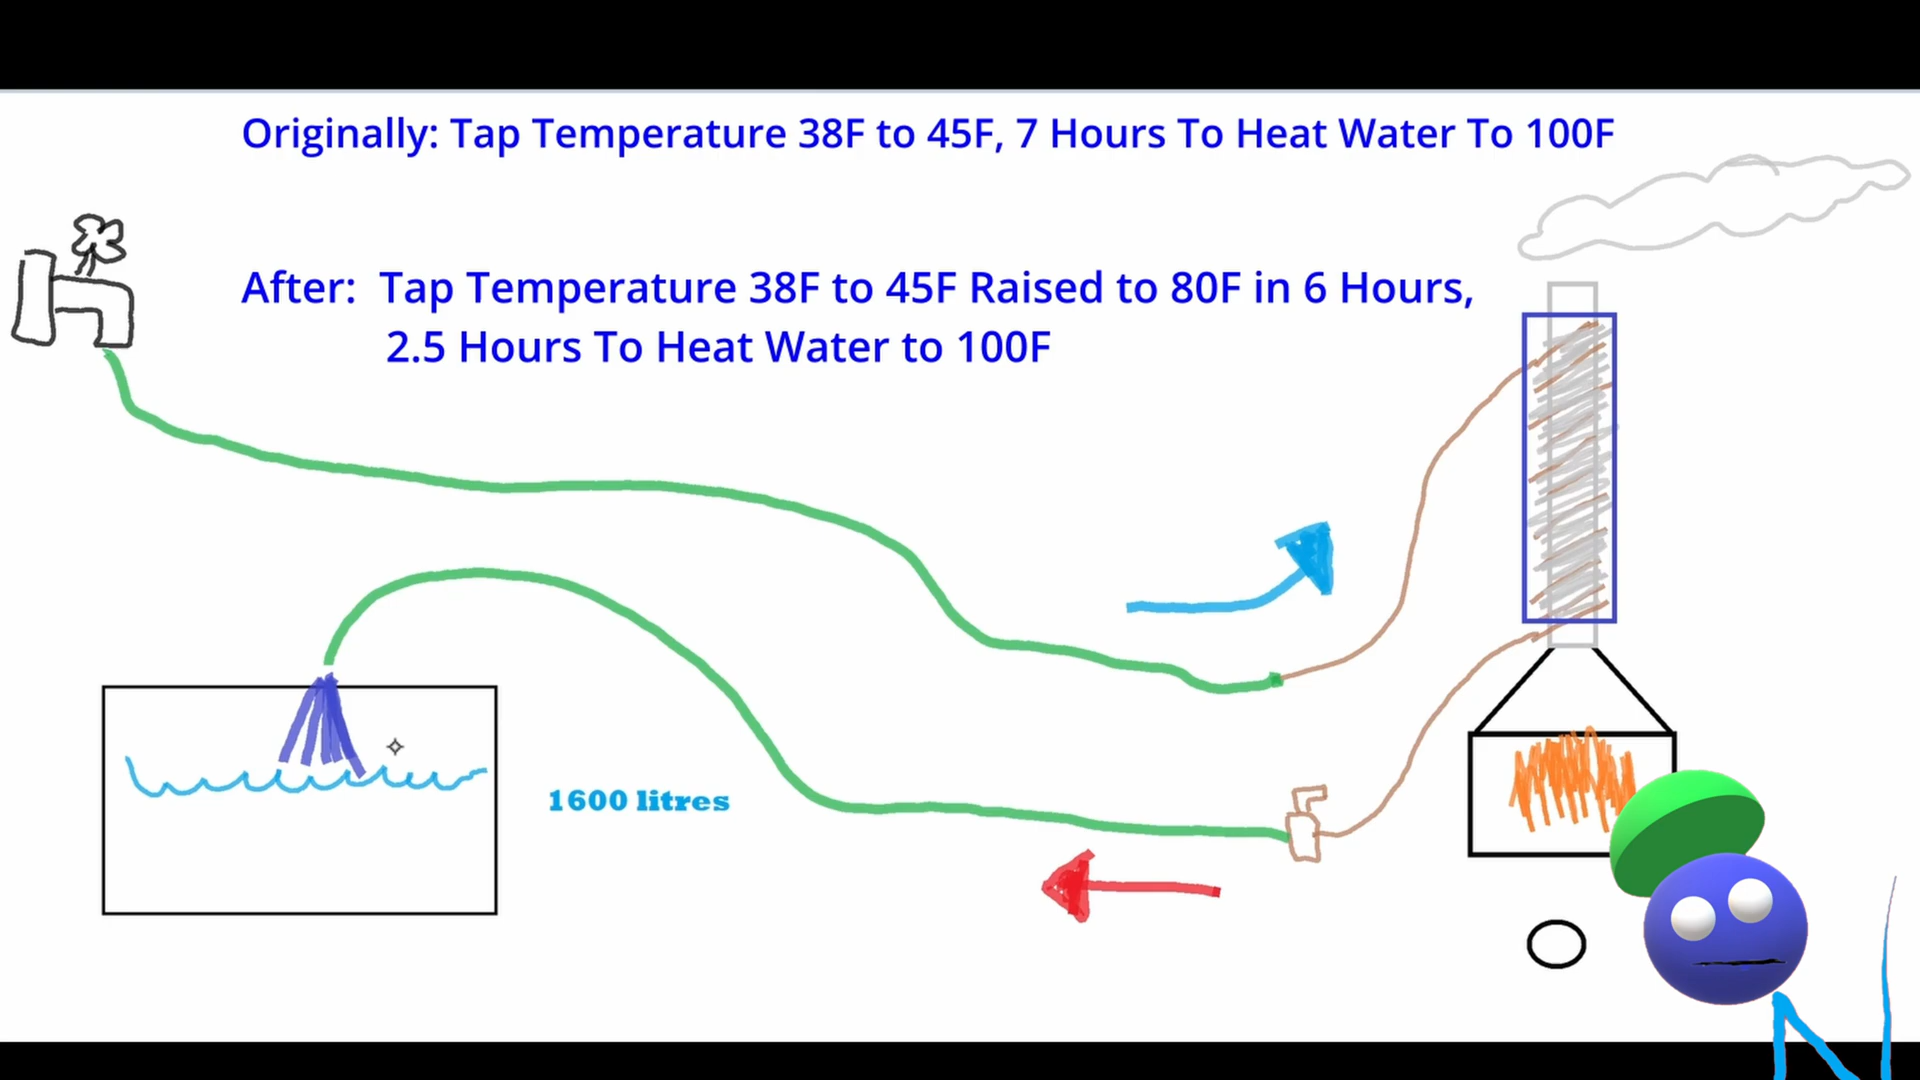 Originally: Tap Temperature 38F to 45F, 7 Hours To Heat Water To 100F
After: Tap Temperature 38F to 45F Raised to 80F in 6 Hours,
2.5 Hours To Heat Water to 100F
1600 litres